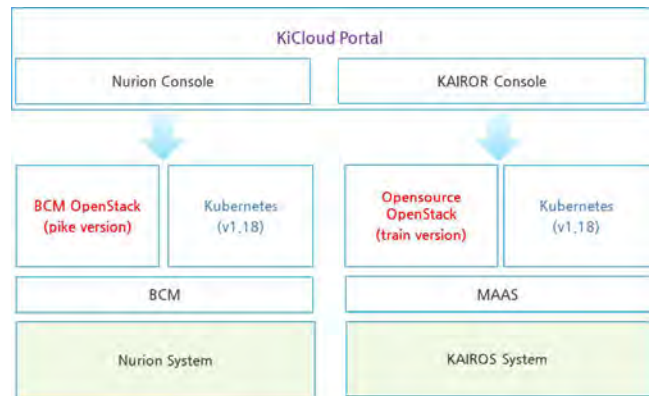 KiCloud Portal
Nurion Console
KAIROR Console
BCM OpenStack
(pike version)
Kubernetes
(v1.18)
Opensource
OpenStack
(train version)
Kubernetes
(v1.18)
BCM
MAAS
Nurion System
KAIROS System